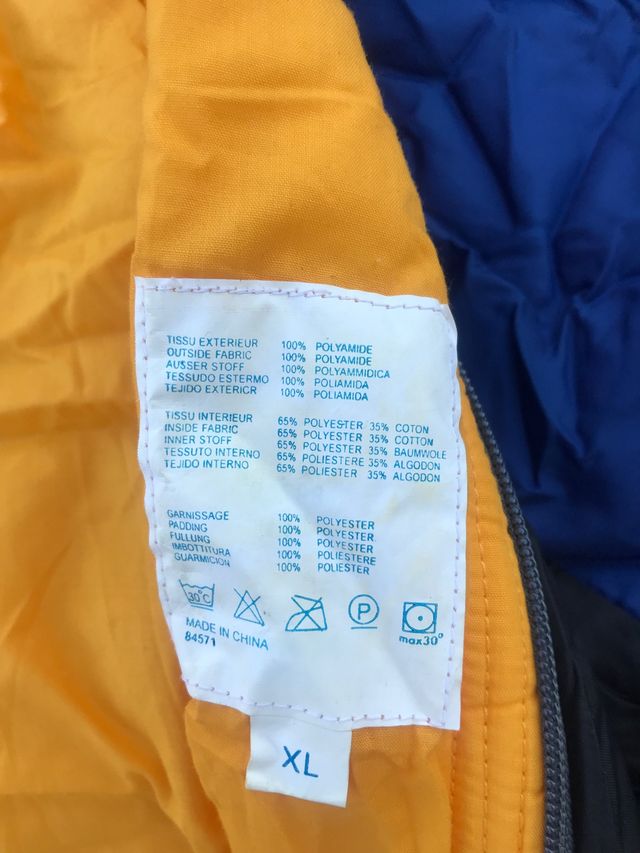 TISSU EXTERIEUR 100% POLYAMIDE
OUTSIDE FABRIC 100% POLYAMIDE
AUSSER STOFF 100% POLYAMMIDICA
TESSUDO ESTERMO 100% POLIAMIDA
TEJIDO EXTERICR 100% POLIAMIDA
TISSU INTERIEUR 65% POLYESTER 35% COTON
INSIDE FABRIC 65% POLYESTER 35% COTTON
INNER STOFF 65% POLYESTER 35% BAUMWOLE
TESSUTO INTERNO 65% POLIESTERE 35% ALGODON
TEJIDO INTERNO 65% POLIESTER 35% ALGODON
GARNISSAGE 100% POLYESTER
PADDING 100% POLYESTER
FULLUNG 100% POLYESTER
IMBOTTITURA 100% POLIESTERE
GUARMICION 100% POLIESTER
30°C
P
max30°
MADE IN CHINA
84571
XL